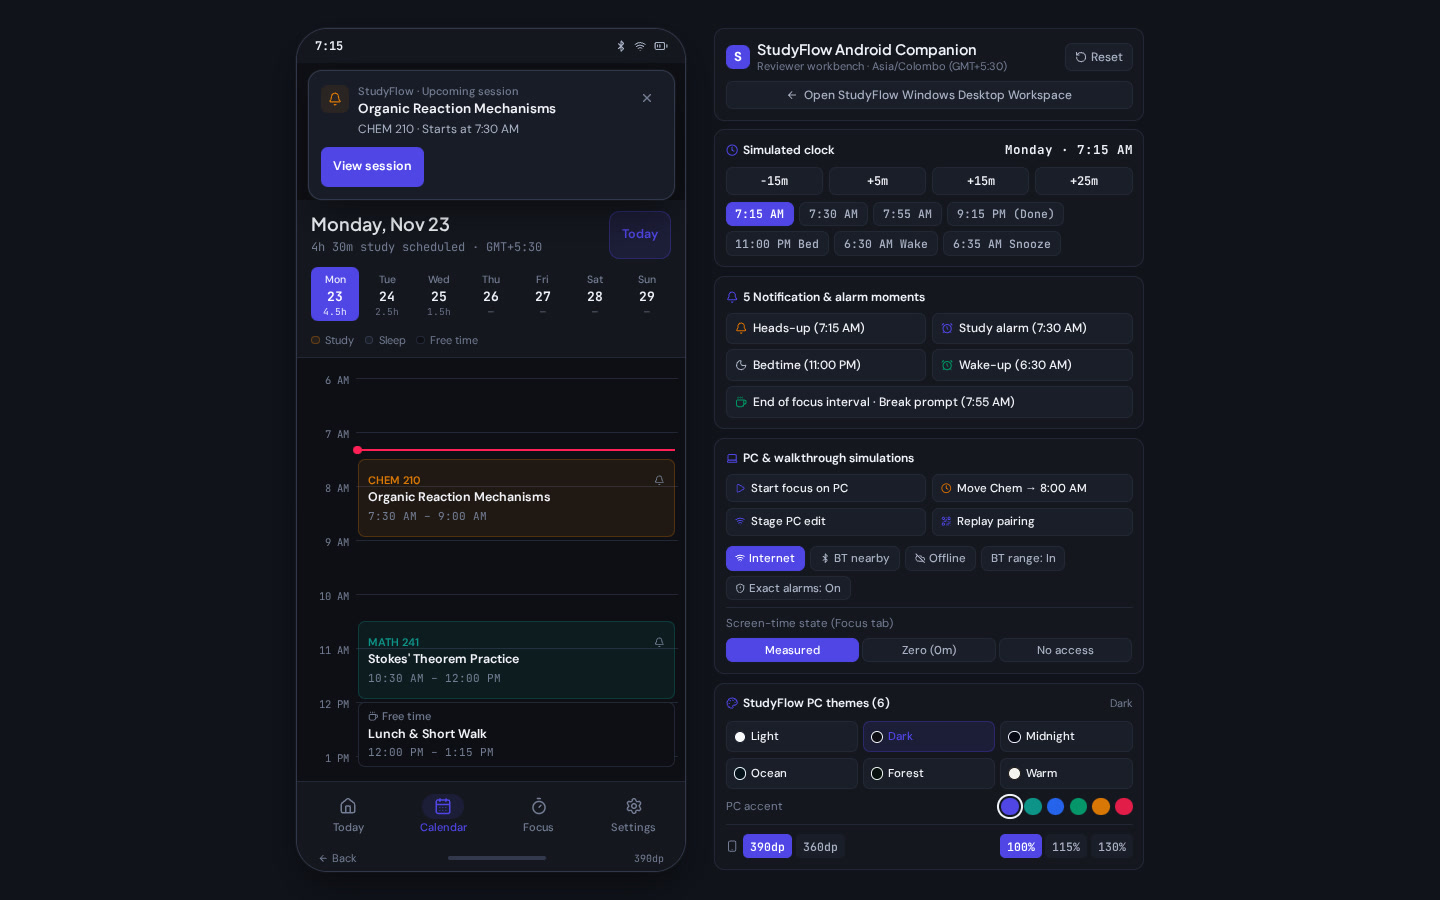 7:15
StudyFlow · Upcoming session
Organic Reaction Mechanisms
CHEM 210 · Starts at 7:30 AM
View session
Monday, Nov 23
4h 30m study scheduled · GMT+5:30
Today
Mon Tue Wed Thu Fri Sat Sun
23 24 25 26 27 28 29
4.5h 2.5h 1.5h – – – –
Study Sleep Free time
6 AM
7 AM
CHEM 210
8 AM
Organic Reaction Mechanisms
7:30 AM – 9:00 AM
9 AM
10 AM
MATH 241
11 AM
Stokes' Theorem Practice
10:30 AM – 12:00 PM
12 PM
Free time
Lunch & Short Walk
12:00 PM – 1:15 PM
1 PM
Today Calendar Focus Settings
← Back
390dp
S
StudyFlow Android Companion
Reviewer workbench · Asia/Colombo (GMT+5:30)
Reset
← Open StudyFlow Windows Desktop Workspace
Simulated clock
Monday · 7:15 AM
-15m +5m +15m +25m
7:15 AM 7:30 AM 7:55 AM 9:15 PM (Done)
11:00 PM Bed 6:30 AM Wake 6:35 AM Snooze
5 Notification & alarm moments
Heads-up (7:15 AM) Study alarm (7:30 AM)
Bedtime (11:00 PM) Wake-up (6:30 AM)
End of focus interval · Break prompt (7:55 AM)
PC & walkthrough simulations
Start focus on PC Move Chem → 8:00 AM
Stage PC edit Replay pairing
Internet BT nearby Offline BT range: In
Exact alarms: On
Screen-time state (Focus tab)
Measured Zero (0m) No access
StudyFlow PC themes (6)
Dark
Light Dark Midnight
Ocean Forest Warm
PC accent
390dp 360dp 100% 115% 130%